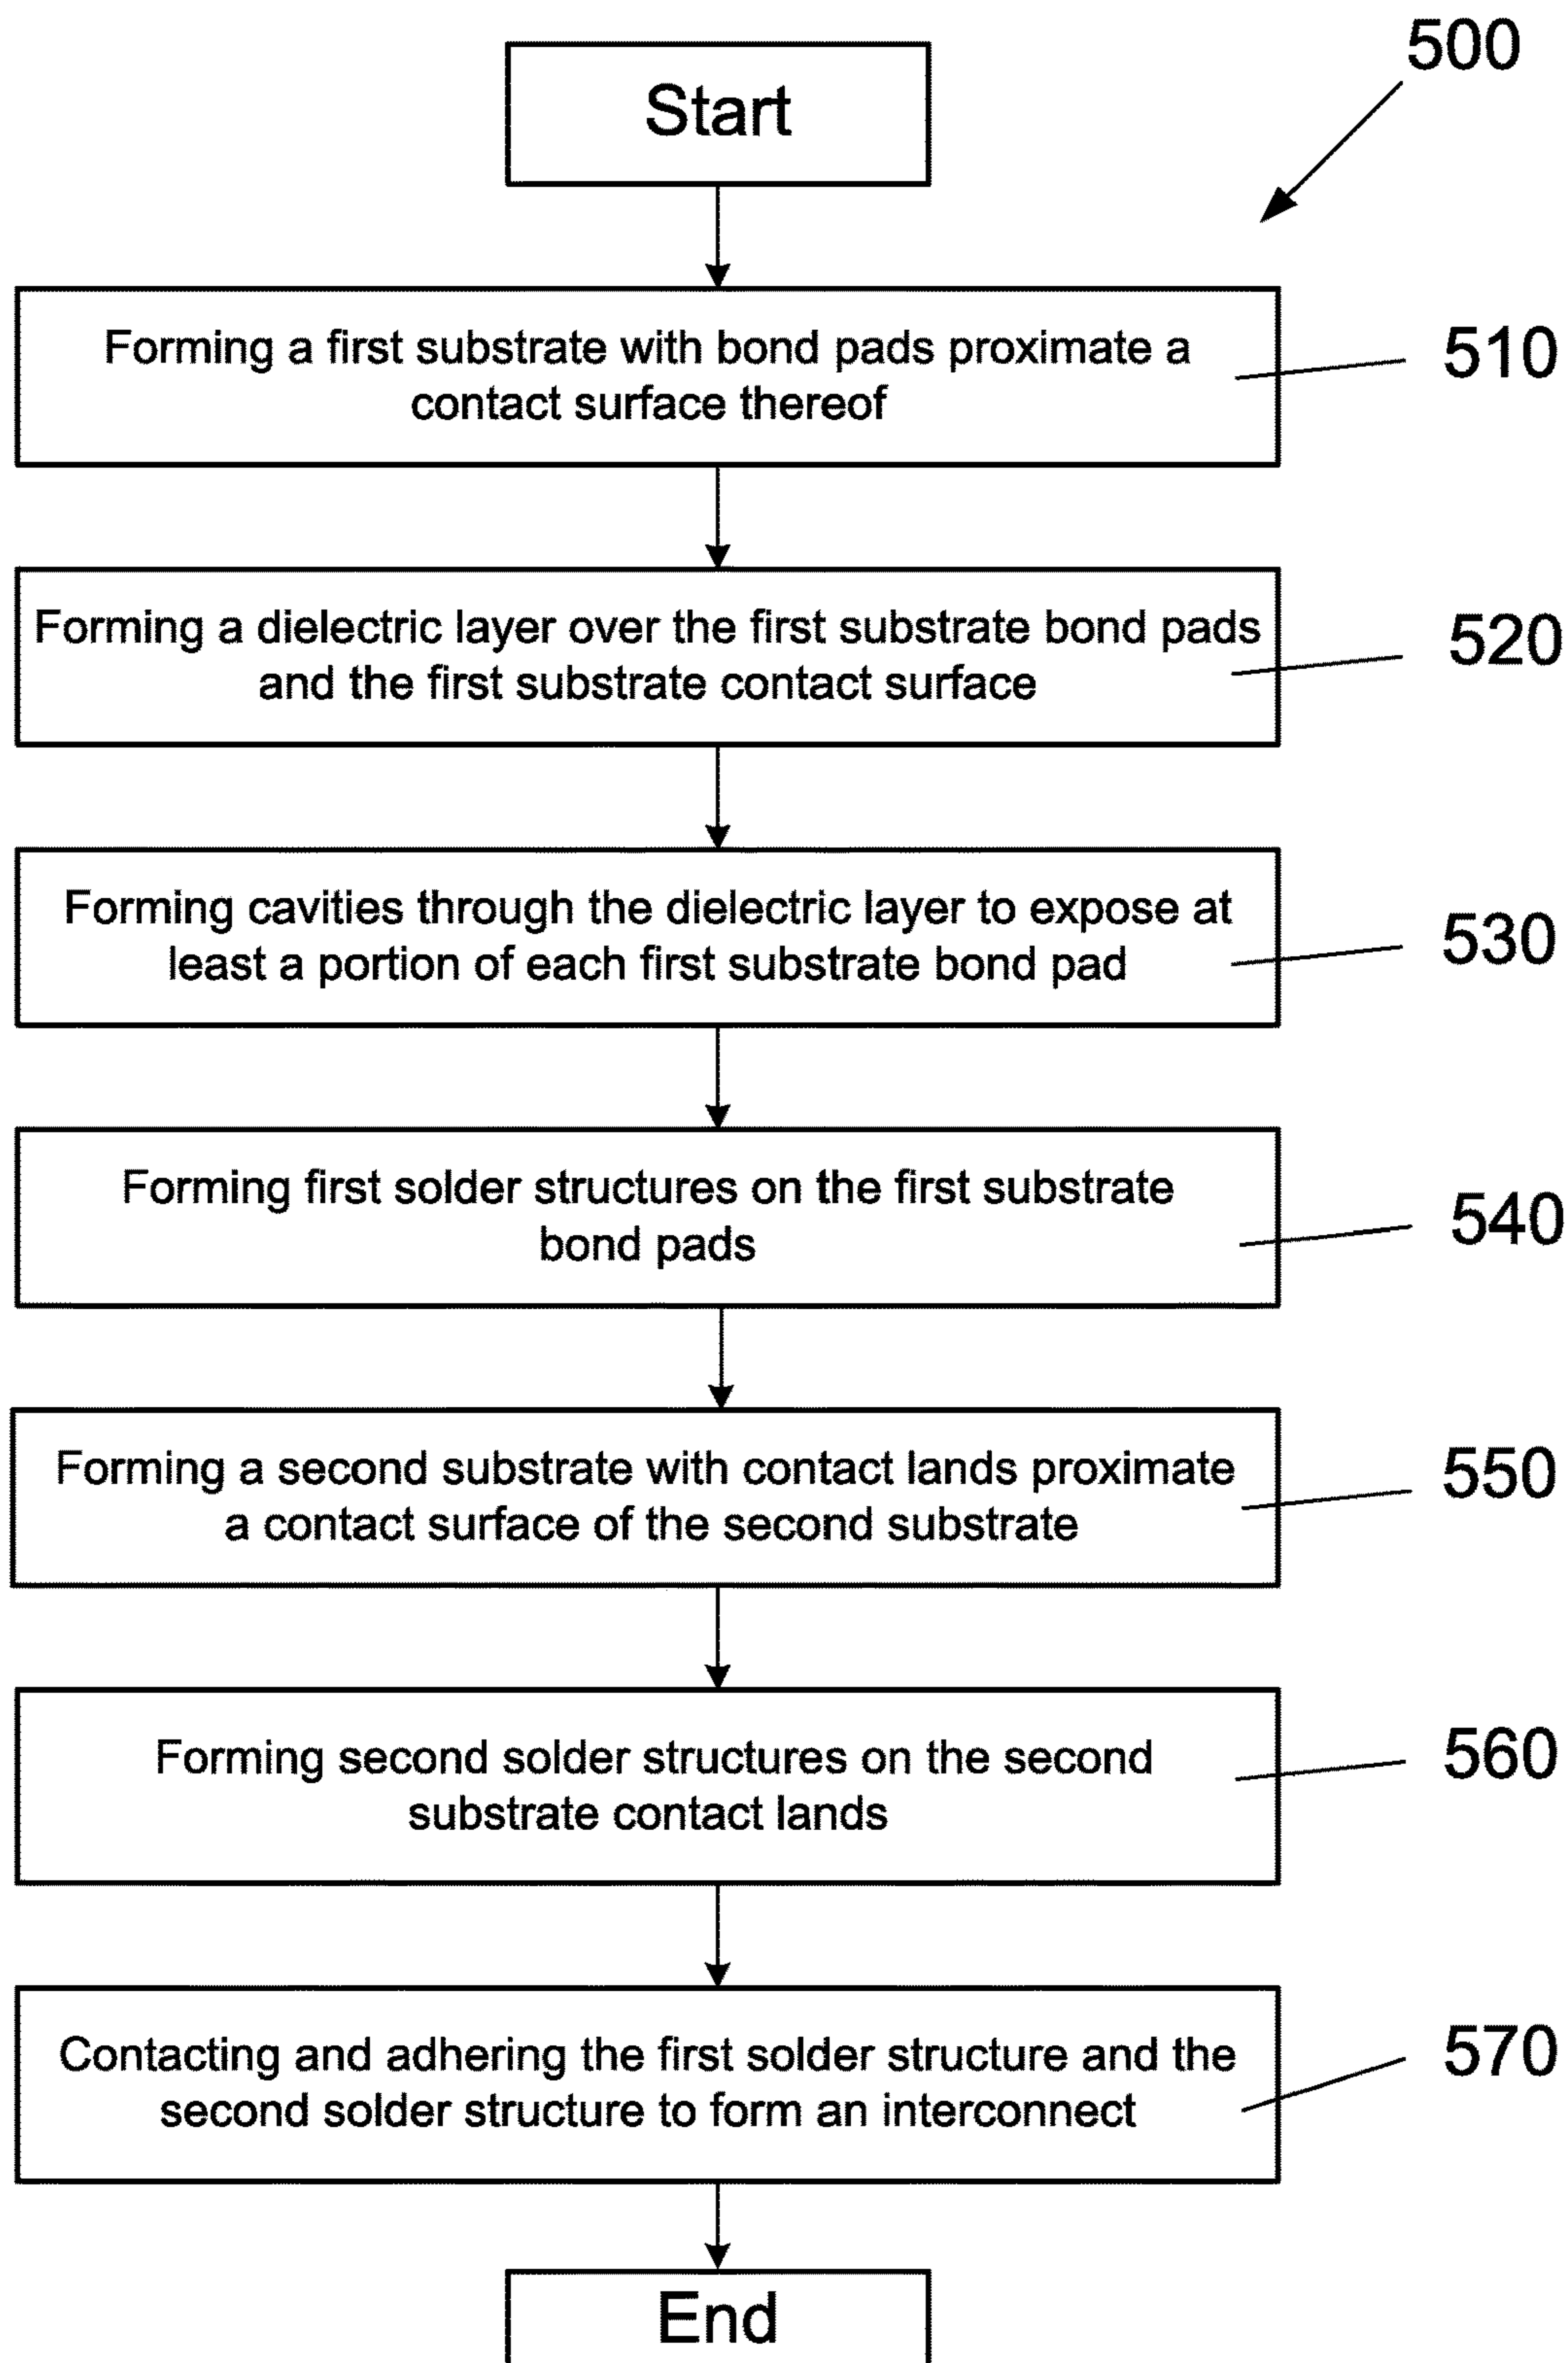 500
Start
Forming a first substrate with bond pads proximate a
contact surface thereof
510
Forming a dielectric layer over the first substrate bond pads
and the first substrate contact surface
520
Forming cavities through the dielectric layer to expose at
least a portion of each first substrate bond pad
530
Forming first solder structures on the first substrate
bond pads
540
Forming a second substrate with contact lands proximate
a contact surface of the second substrate
550
Forming second solder structures on the second
substrate contact lands
560
Contacting and adhering the first solder structure and the
second solder structure to form an interconnect
570
End